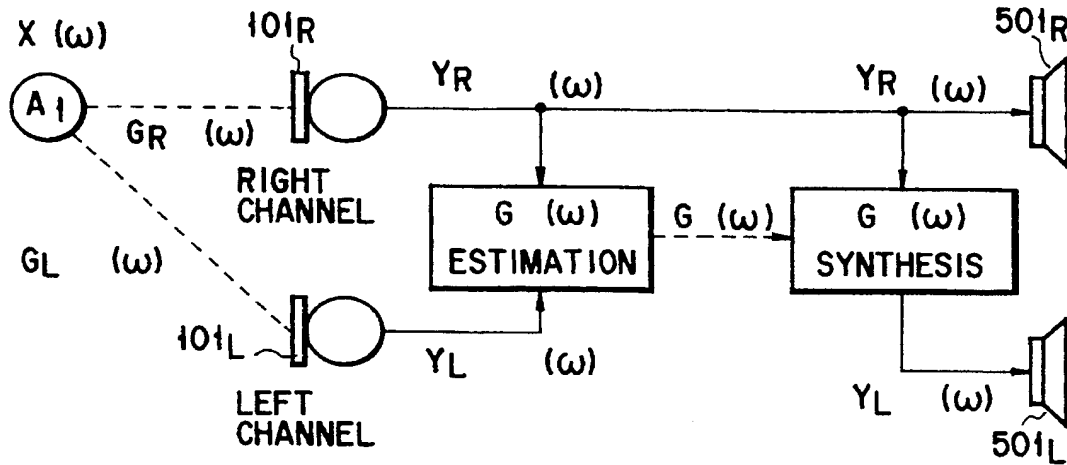 X (ω)
A1
GR (ω)
GL (ω)
101R
RIGHT
CHANNEL
101L
LEFT
CHANNEL
YR (ω)
YL (ω)
G (ω)
ESTIMATION
G (ω)
G (ω)
SYNTHESIS
YR (ω)
YL (ω)
501R
501L